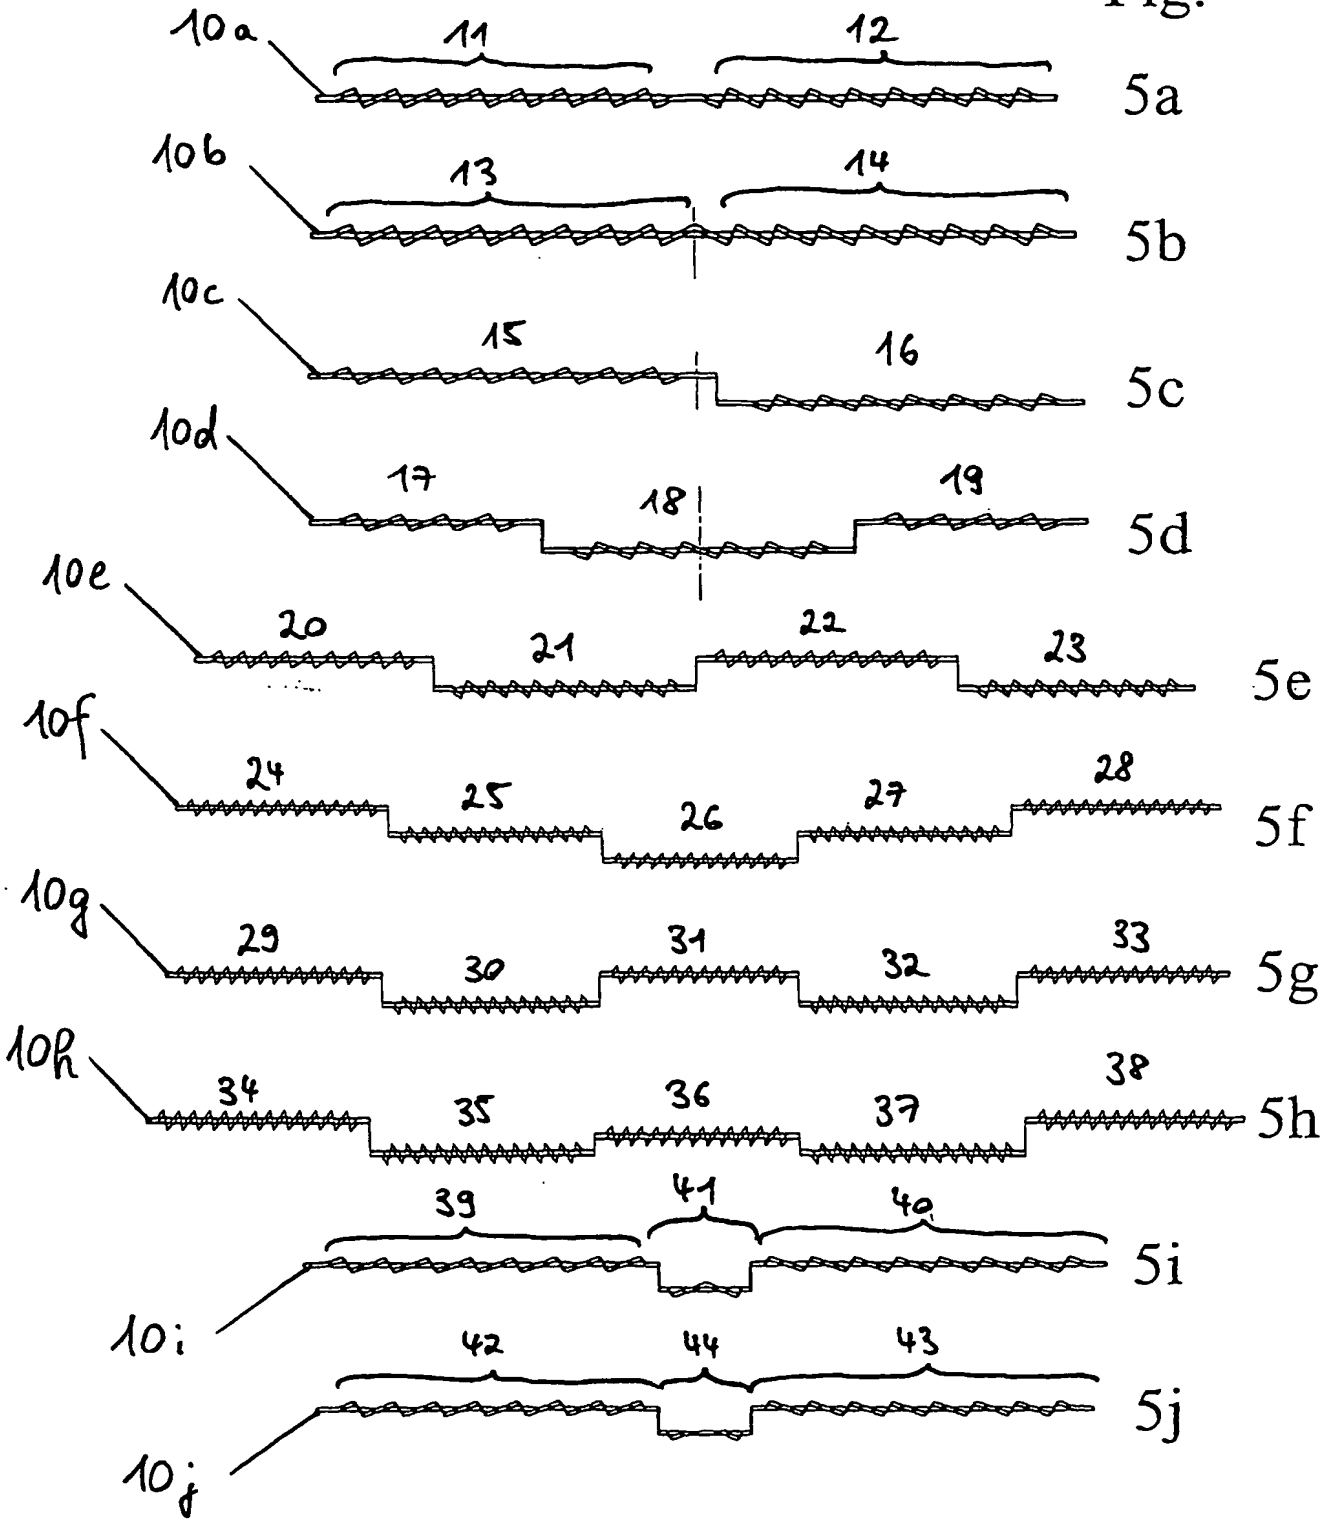 Fig.
10a 11 12 5a
10b 13 14 5b
10c 15 16 5c
10d 17 18 19 5d
10e 20 21 22 23 5e
10f 24 25 26 27 28 5f
10g 29 30 31 32 33 5g
10h 34 35 36 37 38 5h
39 41 40 5i
10i
42 44 43 5j
10j